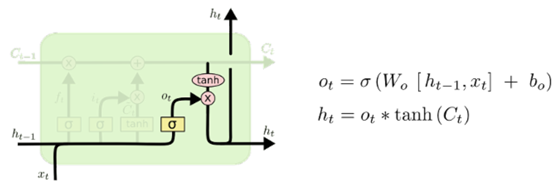 h_t
C_{t-1} × + C_t
tanh
f_t i_t × o_t ×
σ σ tanh σ
h_{t-1} h_t
x_t
o_t = σ (W_o [h_{t-1}, x_t] + b_o)
h_t = o_t * tanh (C_t)